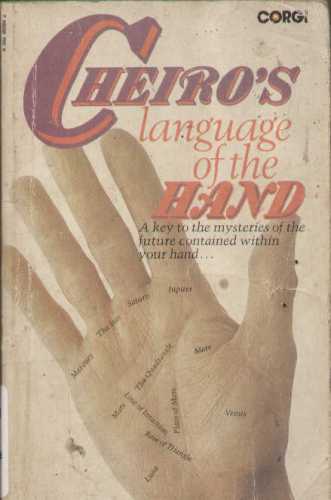 CORGI
CHEIRO'S
language
of the
HAND
A key to the mysteries of the
future contained within
your hand...
Jupiter
Saturn
The Sun
Mercury
Mars
The Quadrangle
Mars
Line of Intuition
Plain of Mars
Base of Triangle
Venus
Luna